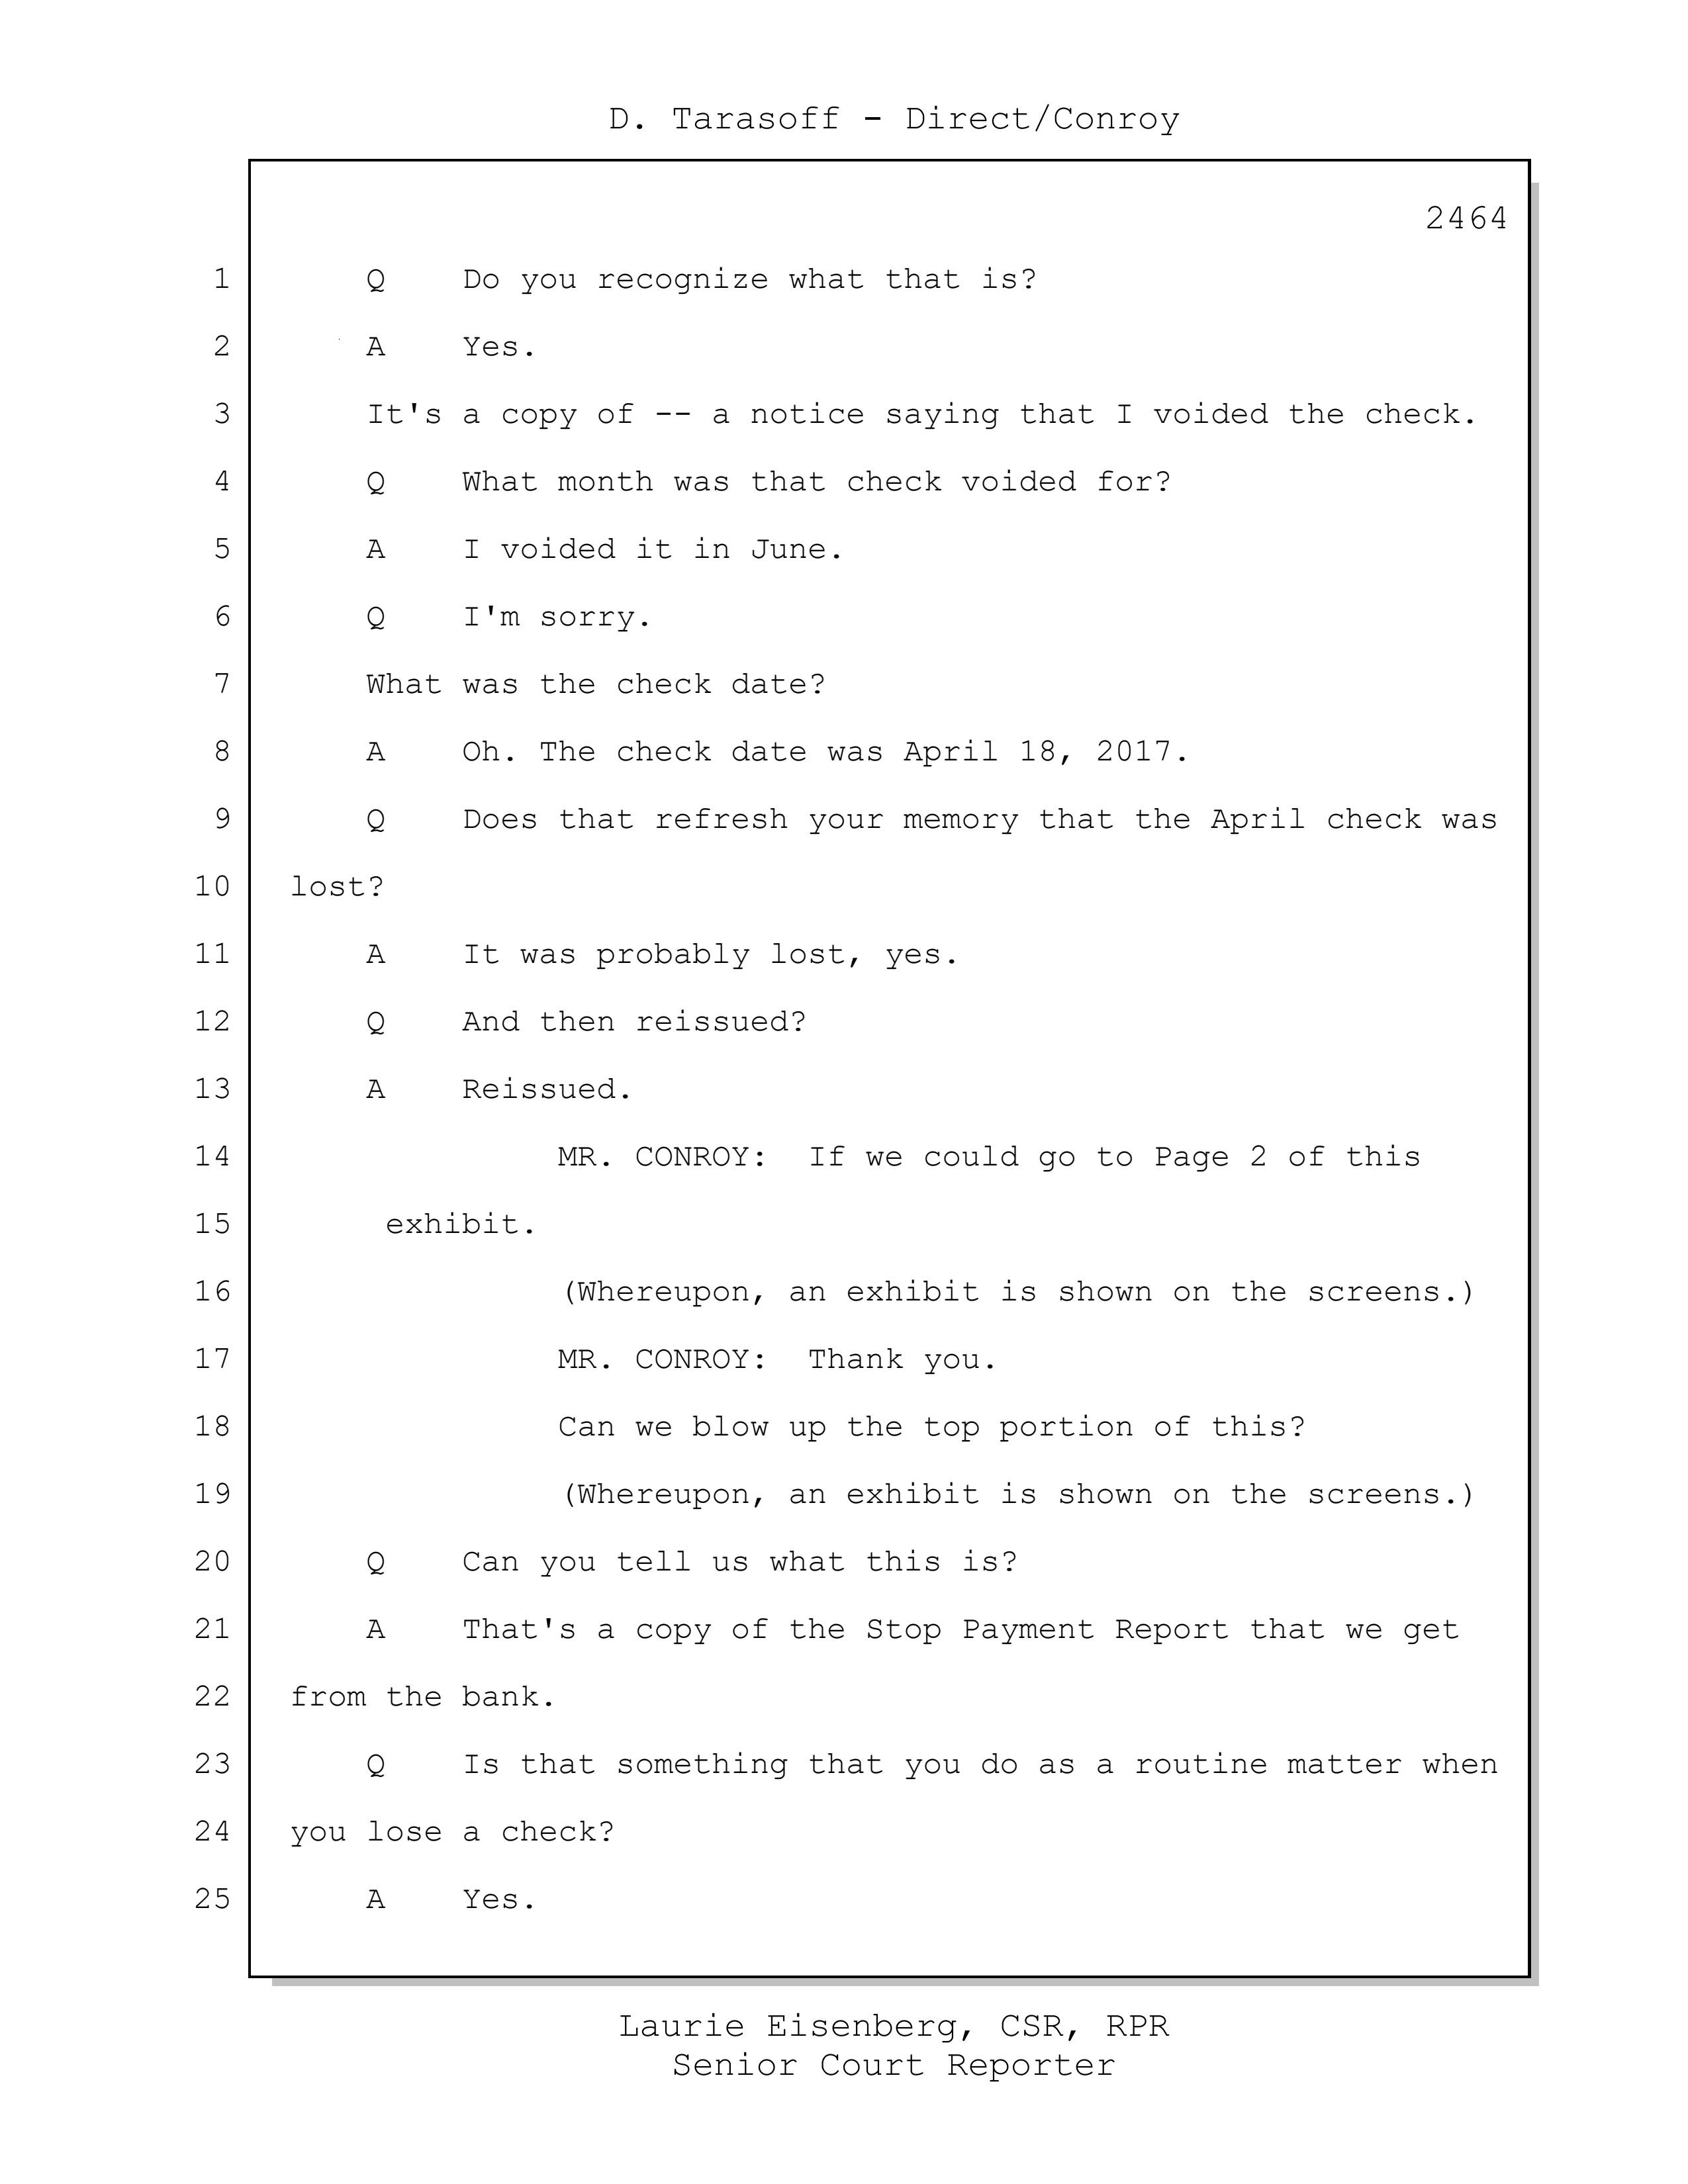 D. Tarasoff - Direct/Conroy
2464
1 Q Do you recognize what that is?
2 A Yes.
3 It's a copy of -- a notice saying that I voided the check.
4 Q What month was that check voided for?
5 A I voided it in June.
6 Q I'm sorry.
7 What was the check date?
8 A Oh. The check date was April 18, 2017.
9 Q Does that refresh your memory that the April check was
10 lost?
11 A It was probably lost, yes.
12 Q And then reissued?
13 A Reissued.
14 MR. CONROY: If we could go to Page 2 of this
15 exhibit.
16 (Whereupon, an exhibit is shown on the screens.)
17 MR. CONROY: Thank you.
18 Can we blow up the top portion of this?
19 (Whereupon, an exhibit is shown on the screens.)
20 Q Can you tell us what this is?
21 A That's a copy of the Stop Payment Report that we get
22 from the bank.
23 Q Is that something that you do as a routine matter when
24 you lose a check?
25 A Yes.
Laurie Eisenberg, CSR, RPR
Senior Court Reporter